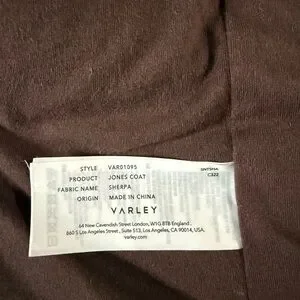 STYLE VAR01095
PRODUCT JONES COAT
FABRIC NAME SHERPA
ORIGIN MADE IN CHINA
C322
VARLEY
64 New Cavendish Street London, W1G 8TB England.
860 S Los Angeles Street, Suite 513, Los Angeles, CA 90014, USA.
varley.com